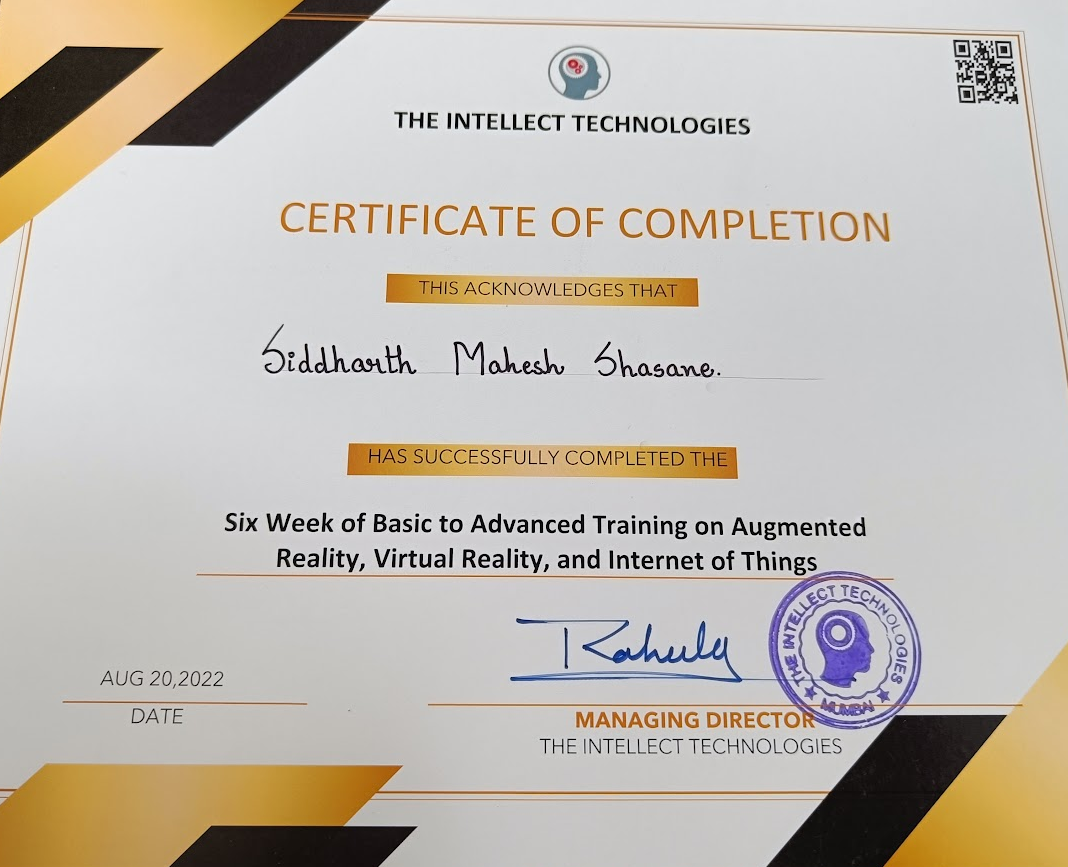 THE INTELLECT TECHNOLOGIES
CERTIFICATE OF COMPLETION
THIS ACKNOWLEDGES THAT
Siddharth Mahesh Shasane.
HAS SUCCESSFULLY COMPLETED THE
Six Week of Basic to Advanced Training on Augmented
Reality, Virtual Reality, and Internet of Things
AUG 20,2022
DATE
MANAGING DIRECTOR
THE INTELLECT TECHNOLOGIES
THE INTELLECT TECHNOLOGIES
MUMBAI